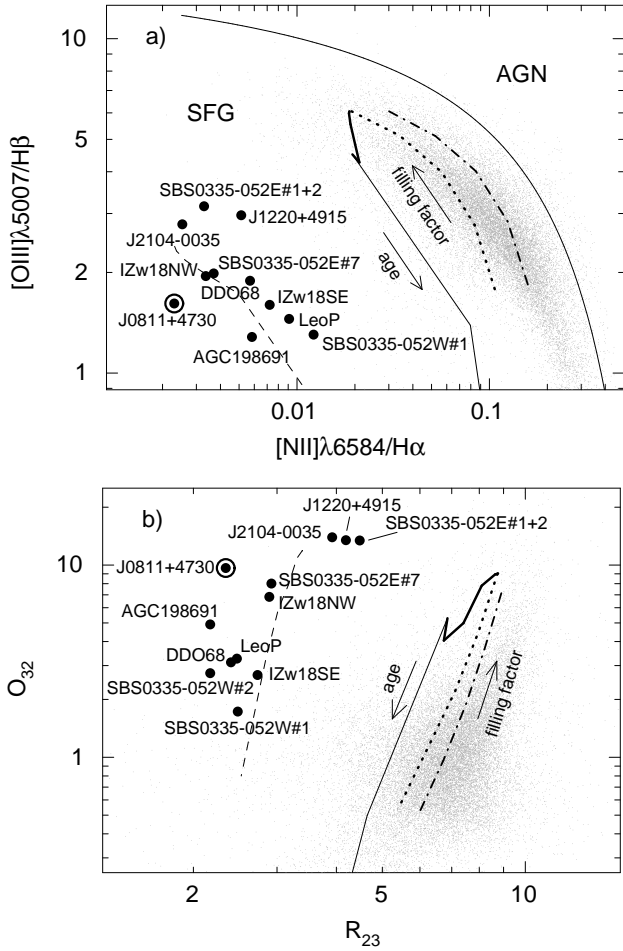 a)
AGN
SFG
10
5
2
1
[OIII]λ5007/Hβ
SBS0335-052E#1+2
J1220+4915
J2104-0035
IZw18NW
SBS0335-052E#7
DDO68
IZw18SE
J0811+4730
LeoP
AGC198691
SBS0335-052W#1
filling factor
age
0.01
0.1
[NII]λ6584/Hα
b)
J1220+4915
J2104-0035
SBS0335-052E#1+2
10
J0811+4730
SBS0335-052E#7
IZw18NW
AGC198691
LeoP
DDO68
IZw18SE
SBS0335-052W#2
SBS0335-052W#1
age
filling factor
O32
1
2
5
10
R23